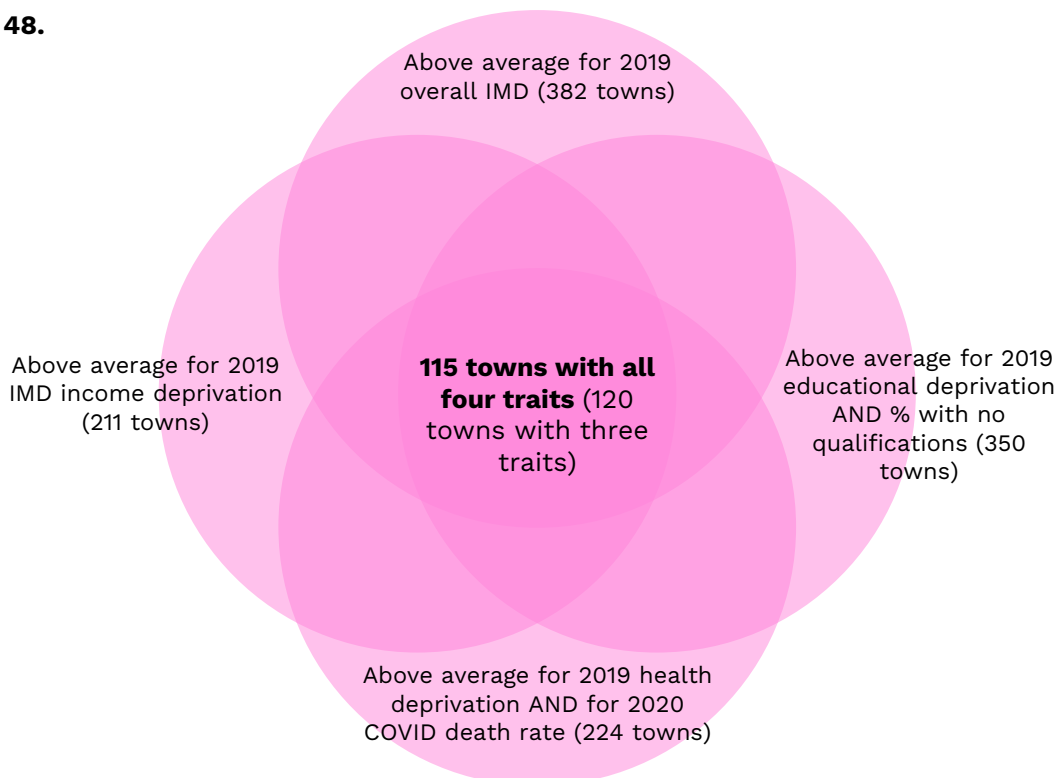 48.
Above average for 2019
overall IMD (382 towns)
Above average for 2019
IMD income deprivation
(211 towns)
115 towns with all
four traits (120
towns with three
traits)
Above average for 2019
educational deprivation
AND % with no
qualifications (350
towns)
Above average for 2019 health
deprivation AND for 2020
COVID death rate (224 towns)